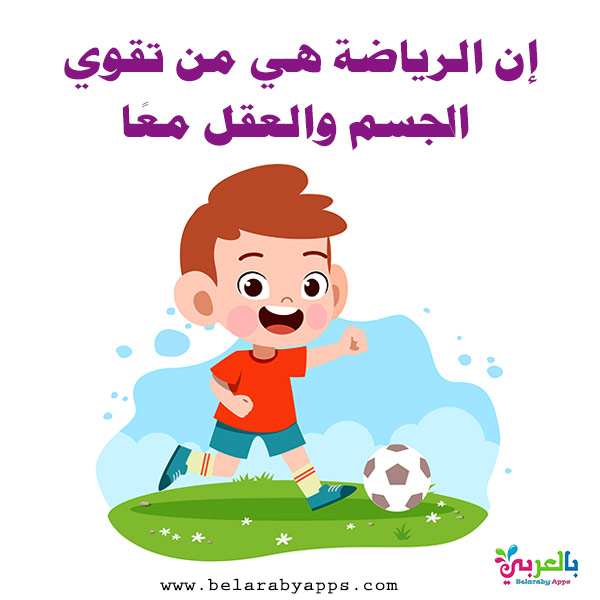 إن الرياضة هي من تقوي
الجسم والعقل معًا
بالعربي
Belaraby Apps
www.belarabyapps.com